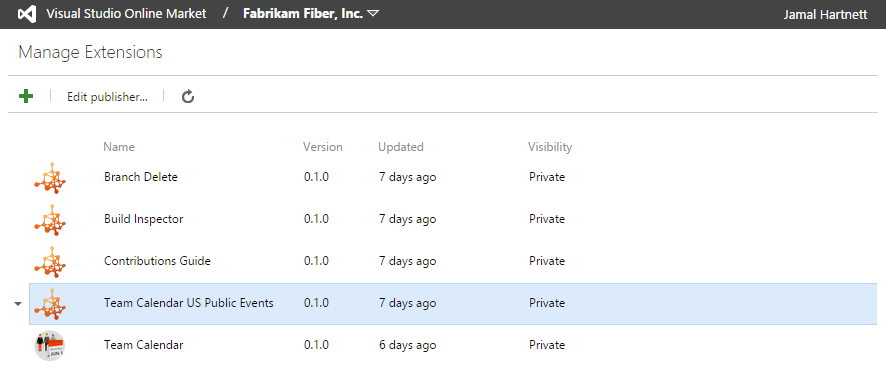 Visual Studio Online Market / Fabrikam Fiber, Inc. Jamal Hartnett
Manage Extensions
Edit publisher...
Name Version Updated Visibility
Branch Delete 0.1.0 7 days ago Private
Build Inspector 0.1.0 7 days ago Private
Contributions Guide 0.1.0 7 days ago Private
Team Calendar US Public Events 0.1.0 7 days ago Private
Team Calendar 0.1.0 6 days ago Private